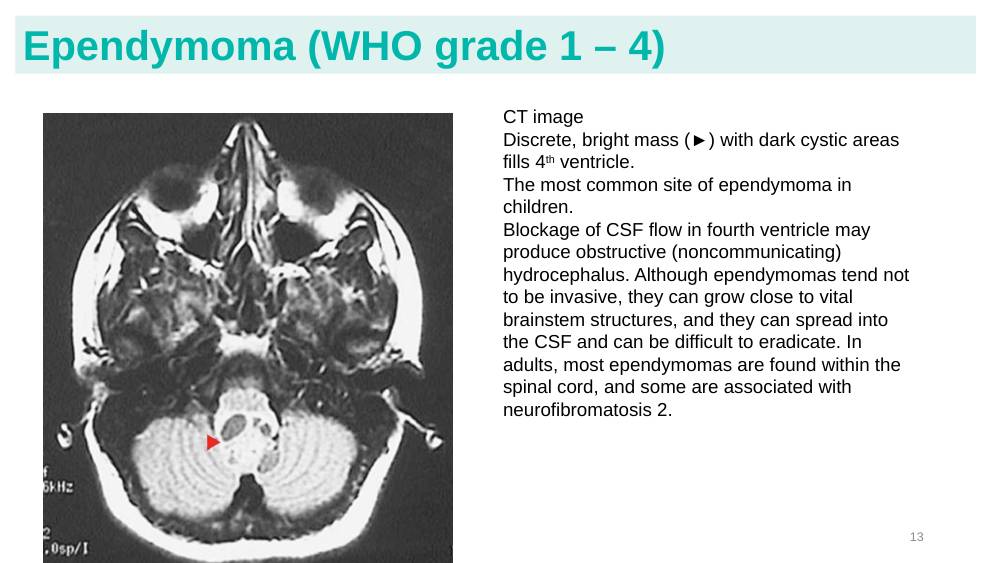 Ependymoma (WHO grade 1 – 4)
CT image
Discrete, bright mass (►) with dark cystic areas
fills 4th ventricle.
The most common site of ependymoma in
children.
Blockage of CSF flow in fourth ventricle may
produce obstructive (noncommunicating)
hydrocephalus. Although ependymomas tend not
to be invasive, they can grow close to vital
brainstem structures, and they can spread into
the CSF and can be difficult to eradicate. In
adults, most ependymomas are found within the
spinal cord, and some are associated with
neurofibromatosis 2.
f
6kHz
2
.0sp/I
13